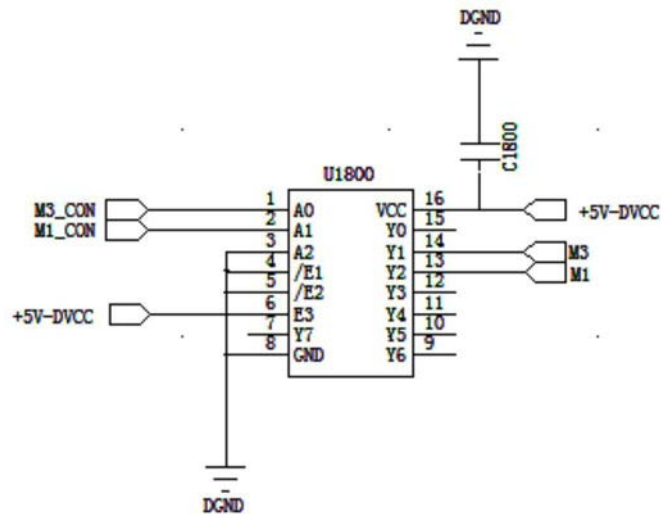 DGND
C1800
U1800
M3_CON 1 A0 VCC 16 +5V-DVCC
M1_CON 2 A1 Y0 15
3 A2 Y1 14 M3
4 /E1 Y2 13 M1
5 /E2 Y3 12
+5V-DVCC 6 E3 Y4 11
7 Y7 Y5 10
8 GND Y6 9
DGND